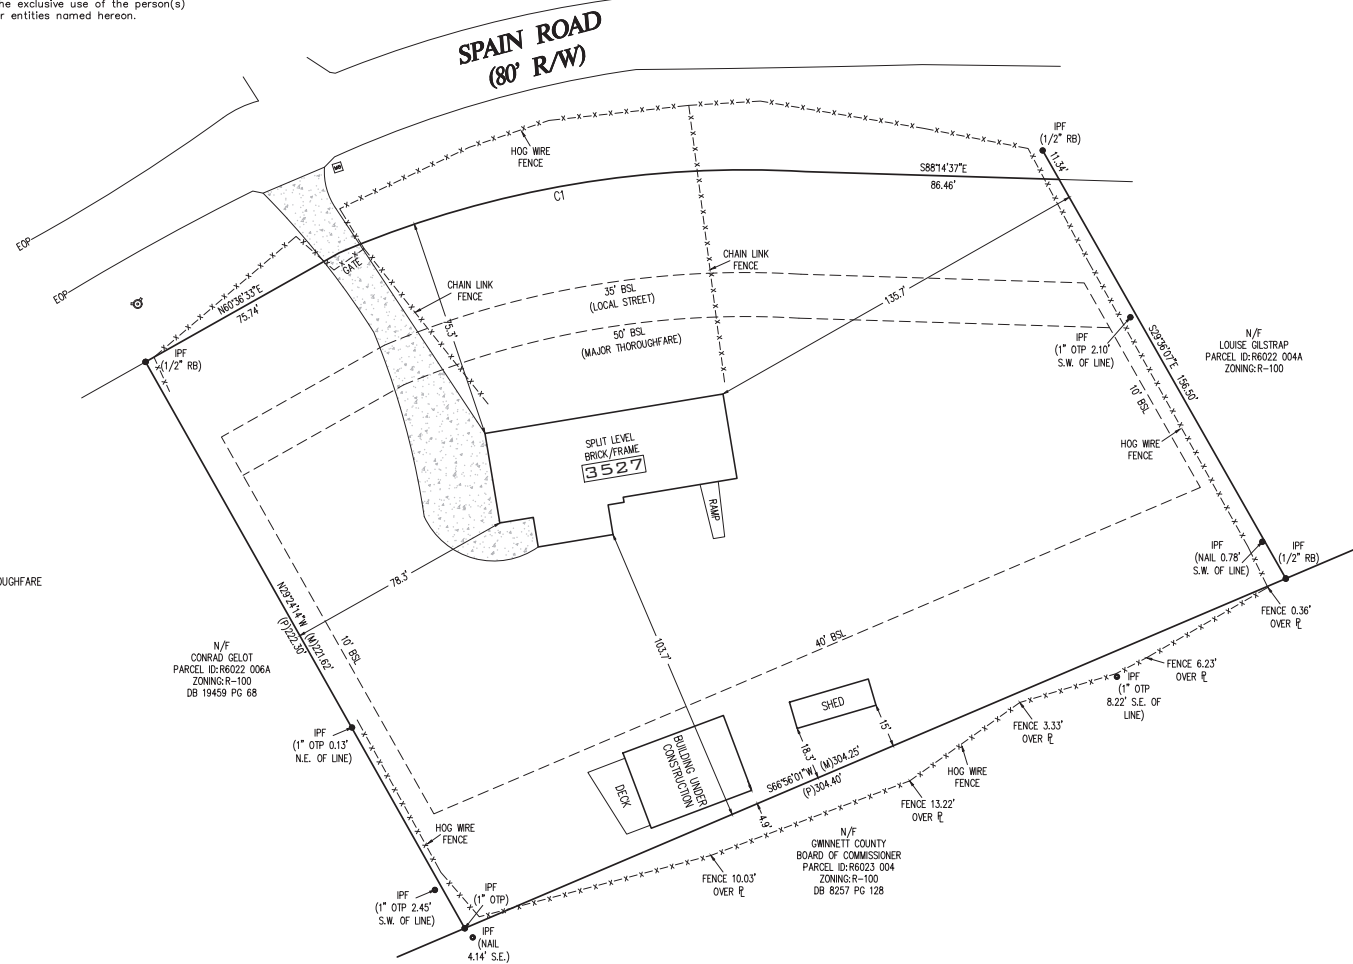 he exclusive use of the person(s)
r entities named hereon.
SPAIN ROAD
(80' R/W)
IPF
(1/2" RB)
11.34'
HOG WIRE
FENCE
S88°14'37"E
86.46'
C1
EOP
EOP
GATE
CHAIN LINK
FENCE
CHAIN LINK
FENCE
N60°36'33"E
75.74'
35' BSL
(LOCAL STREET)
50' BSL
(MAJOR THOROUGHFARE)
75.3'
135.7'
IPF
(1" OTP 2.10'
S.W. OF LINE)
S29°36'07"E 156.50'
N/F
LOUISE GILSTRAP
PARCEL ID:R6022 004A
ZONING:R-100
IPF
(1/2" RB)
10' BSL
HOG WIRE
FENCE
SPLIT LEVEL
BRICK/FRAME
3527
RAMP
IPF
(NAIL 0.78'
S.W. OF LINE)
IPF
(1/2" RB)
OUGHFARE
78.3'
N29°24'14"W
(P)222.30'
(M)221.62'
10' BSL
FENCE 0.36'
OVER PL
N/F
CONRAD GELOT
PARCEL ID:R6022 006A
ZONING:R-100
DB 19459 PG 68
103.7'
40' BSL
FENCE 6.23'
OVER PL
IPF
(1" OTP
8.22' S.E. OF
LINE)
SHED
15'
18.3'
FENCE 3.33'
OVER PL
IPF
(1" OTP 0.13'
N.E. OF LINE)
BUILDING UNDER
CONSTRUCTION
DECK
S66°56'01"W (M)304.25'
(P)304.40'
HOG WIRE
FENCE
FENCE 13.22'
OVER PL
4.9'
HOG WIRE
FENCE
N/F
GWINNETT COUNTY
BOARD OF COMMISSIONER
PARCEL ID:R6023 004
ZONING:R-100
DB 8257 PG 128
FENCE 10.03'
OVER PL
IPF
(1" OTP 2.45'
S.W. OF LINE)
IPF
(1" OTP)
IPF
(NAIL
4.14' S.E.)